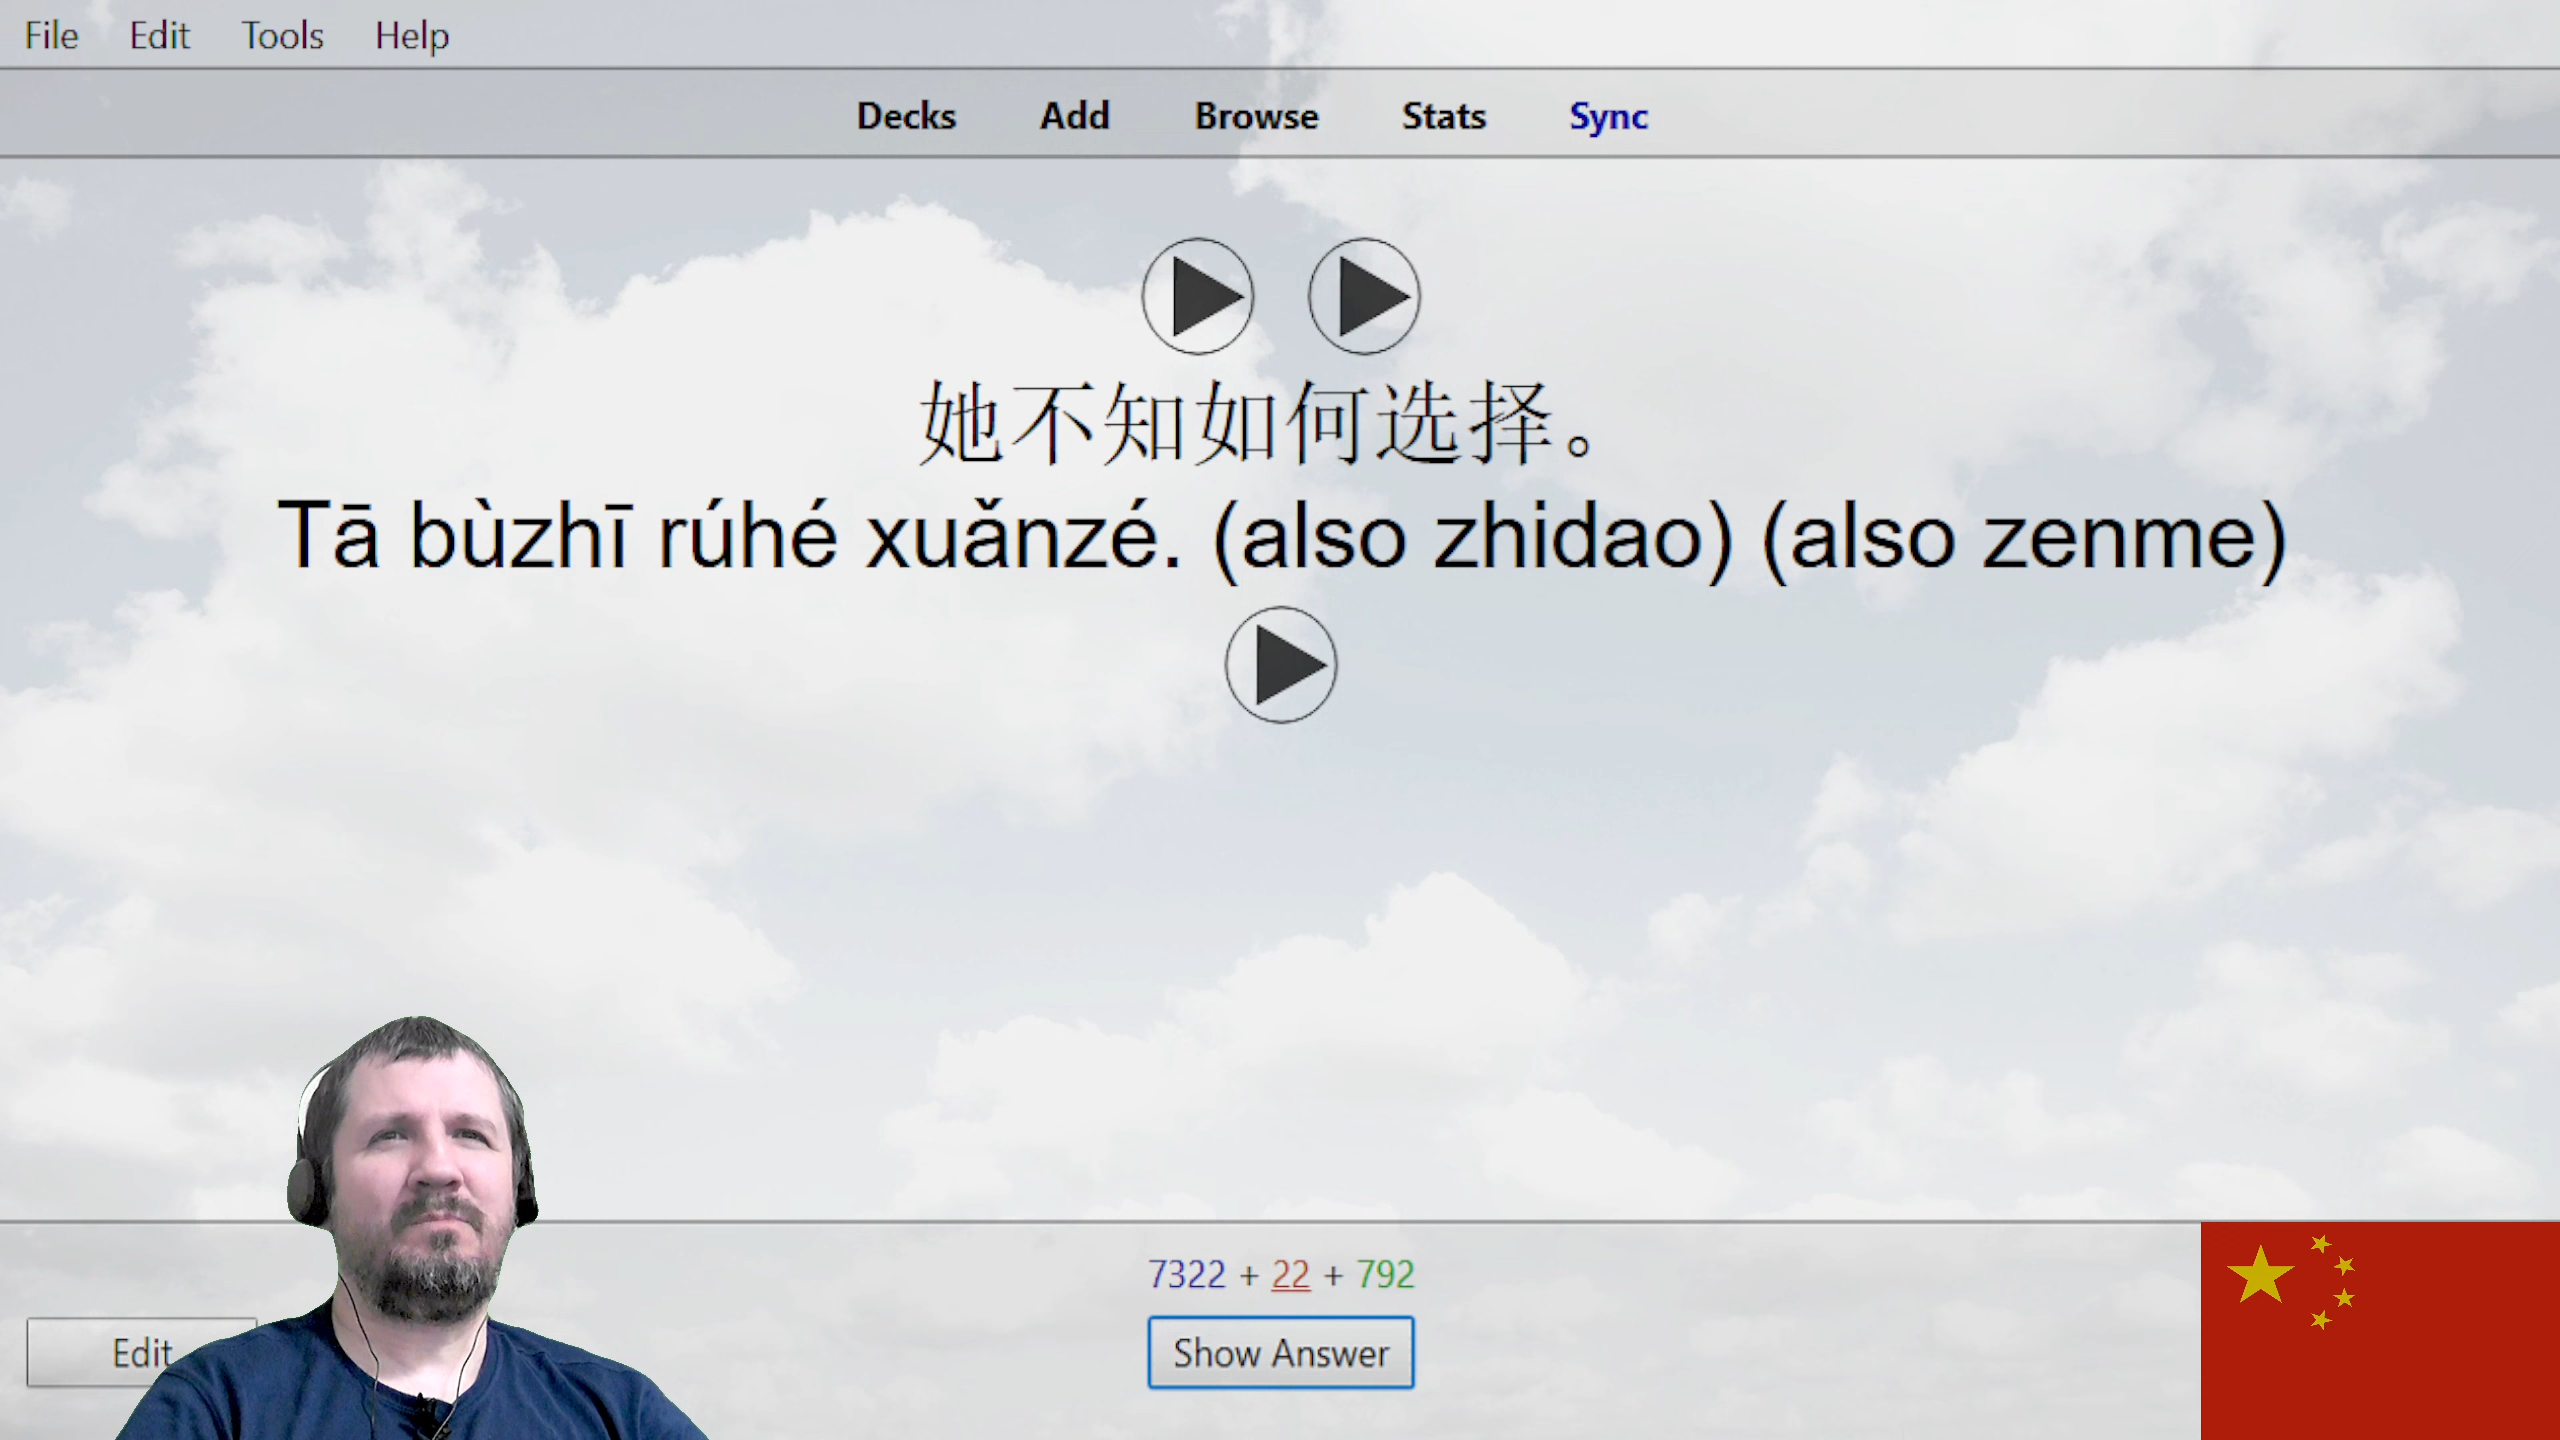 File Edit Tools Help
Decks Add Browse Stats Sync
她不知如何选择。
Tā bùzhī rúhé xuǎnzé. (also zhidao) (also zenme)
7322 + 22 + 792
Edit
Show Answer